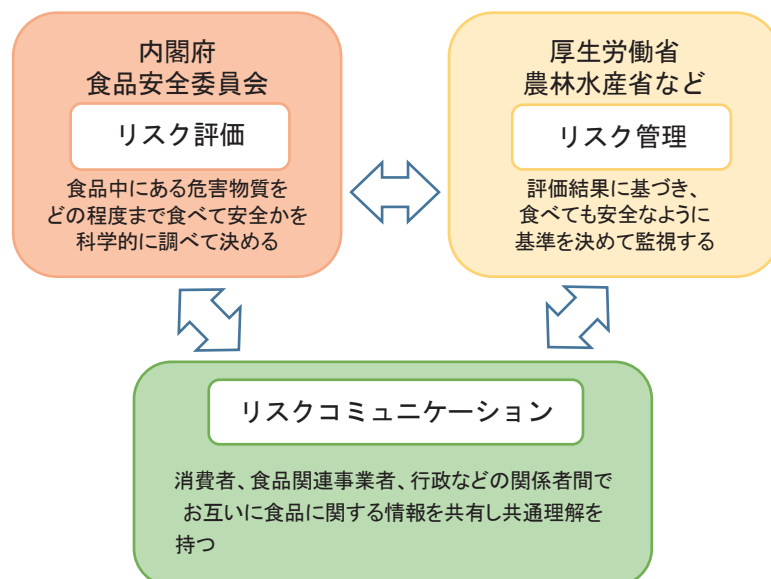 内閣府
食品安全委員会
リスク評価
食品中にある危害物質を
どの程度まで食べて安全かを
科学的に調べて決める
厚生労働省
農林水産省など
リスク管理
評価結果に基づき、
食べても安全なように
基準を決めて監視する
リスクコミュニケーション
消費者、食品関連事業者、行政などの関係者間で
お互いに食品に関する情報を共有し共通理解を
持つ